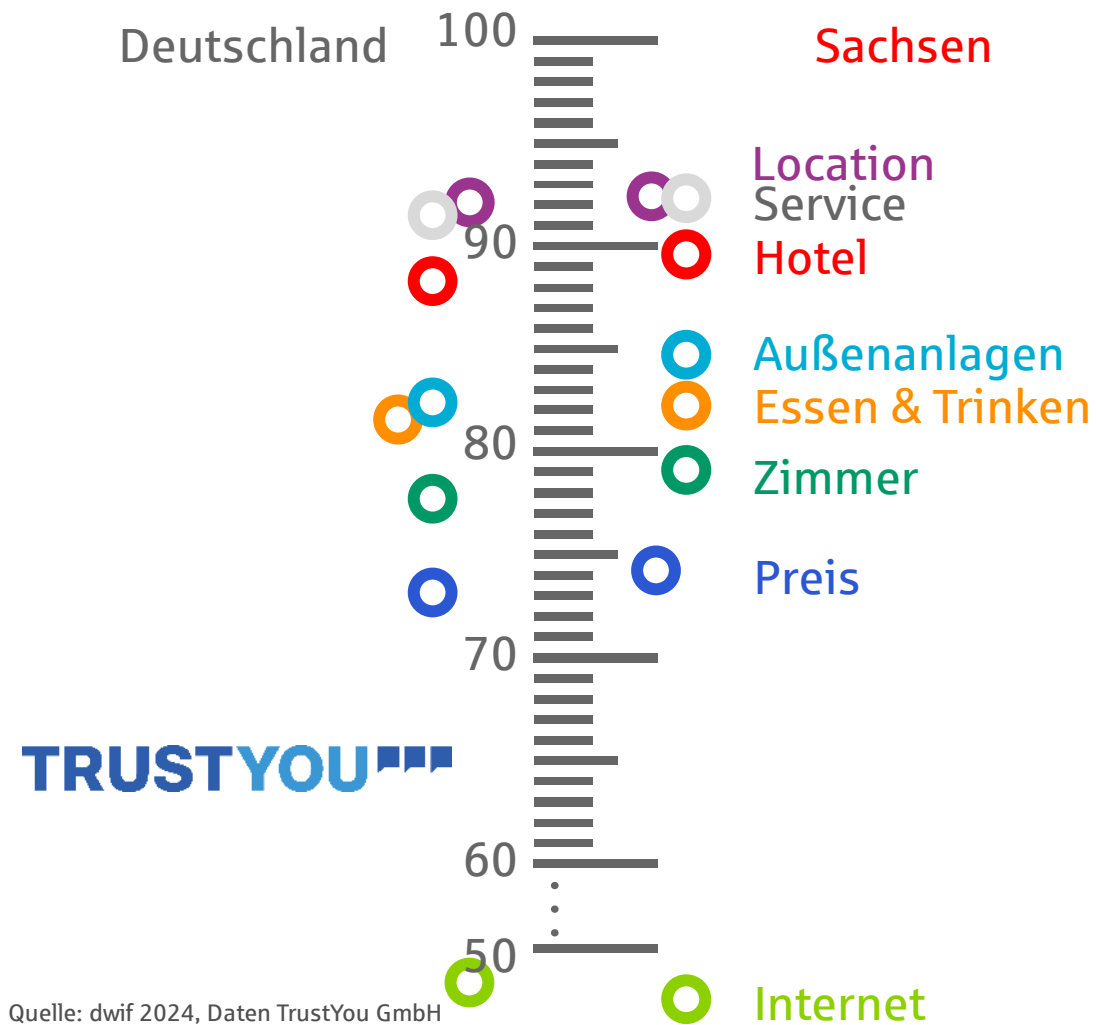 Deutschland
100
Sachsen
Location
Service
90
Hotel
Außenanlagen
Essen & Trinken
80
Zimmer
Preis
70
TRUSTYOU
60
50
Internet
Quelle: dwif 2024, Daten TrustYou GmbH